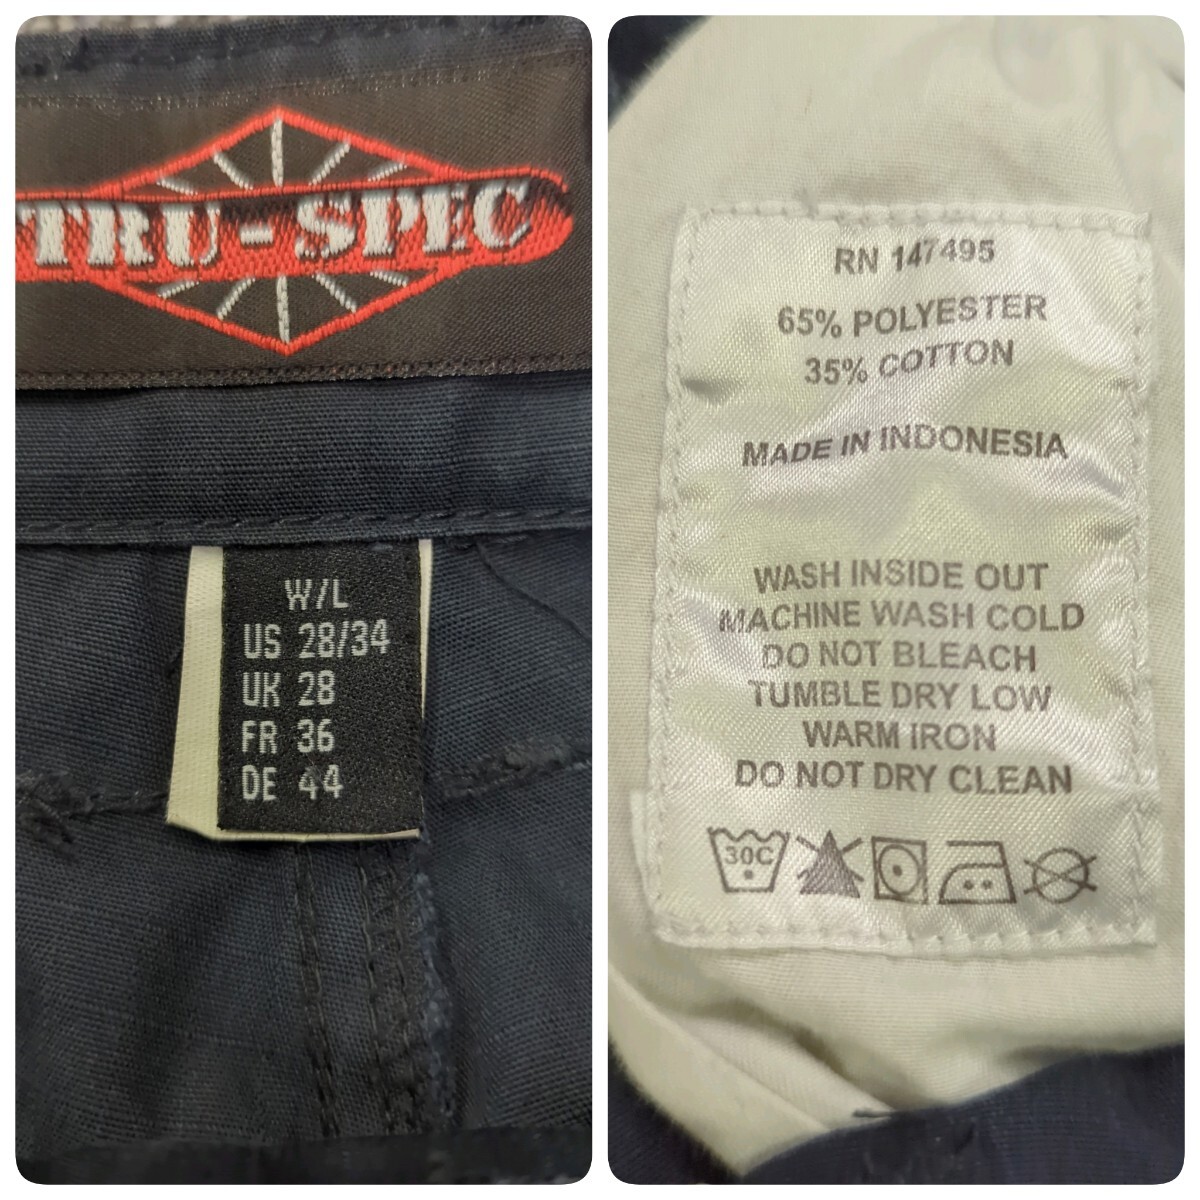 TRU-SPEC
W/L
US 28/34
UK 28
FR 36
DE 44
RN 147495
65% POLYESTER
35% COTTON
MADE IN INDONESIA
WASH INSIDE OUT
MACHINE WASH COLD
DO NOT BLEACH
TUMBLE DRY LOW
WARM IRON
DO NOT DRY CLEAN
30C